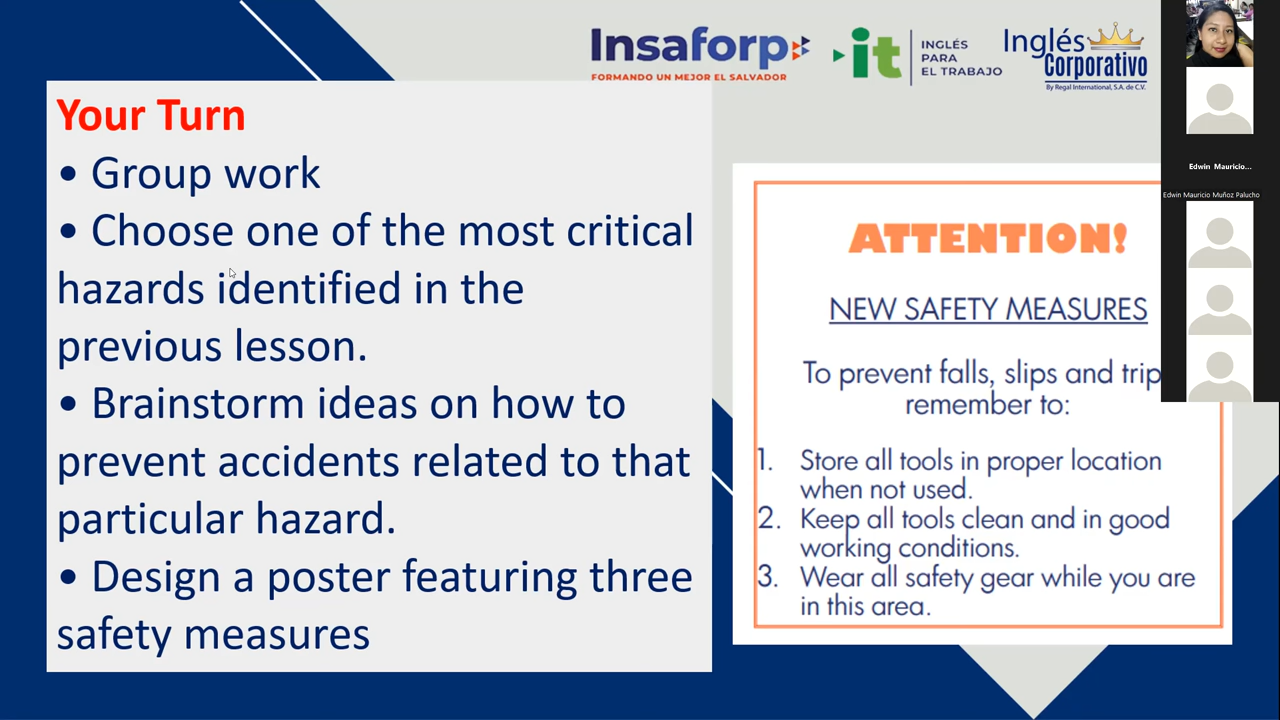 Insaforp
FORMANDO UN MEJOR EL SALVADOR
it
INGLÉS
PARA
EL TRABAJO
Inglés
Corporativo
By Regal International, S.A. de C.V.
Your Turn
• Group work
• Choose one of the most critical
hazards identified in the
previous lesson.
• Brainstorm ideas on how to
prevent accidents related to that
particular hazard.
• Design a poster featuring three
safety measures
ATTENTION!
NEW SAFETY MEASURES
To prevent falls, slips and trip
remember to:
1. Store all tools in proper location
when not used.
2. Keep all tools clean and in good
working conditions.
3. Wear all safety gear while you are
in this area.
Edwin Mauricio...
Edwin Mauricio Muñoz Palucho